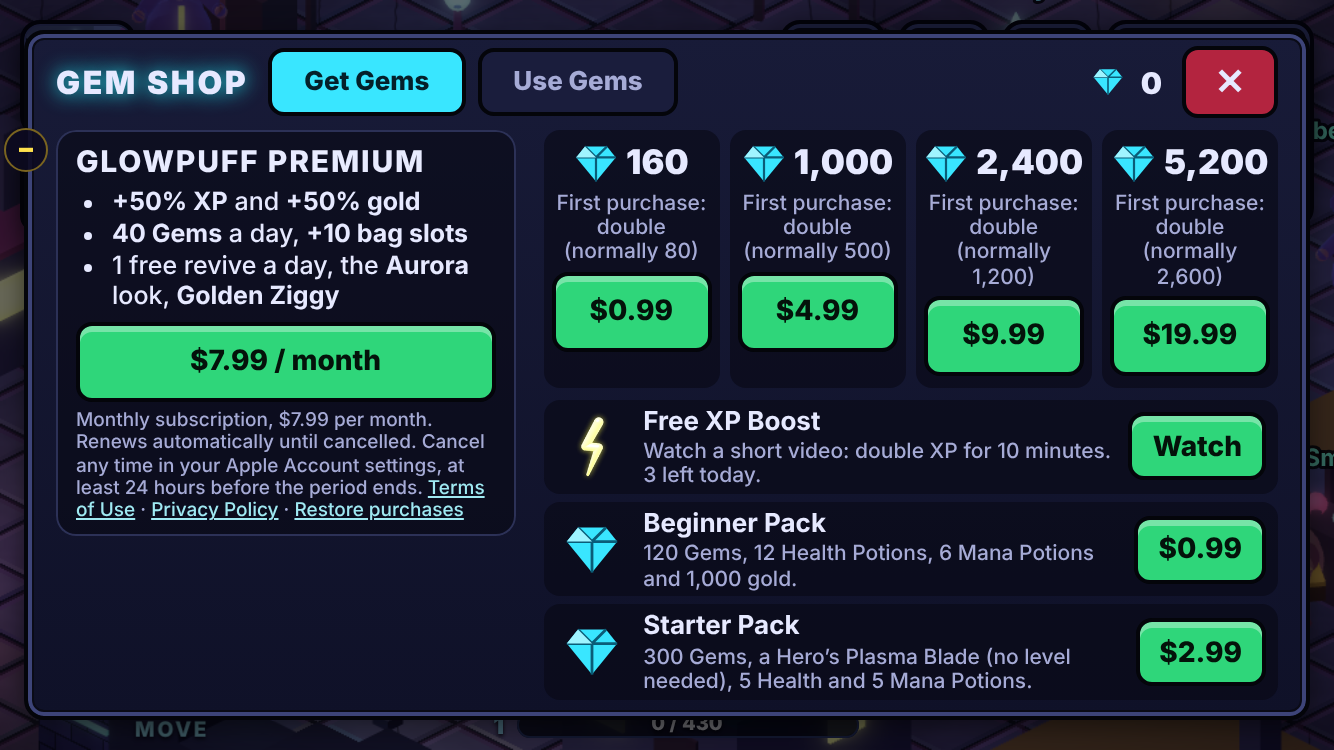 GEM SHOP
Get Gems
Use Gems
0
GLOWPUFF PREMIUM
+50% XP and +50% gold
40 Gems a day, +10 bag slots
1 free revive a day, the Aurora
look, Golden Ziggy
$7.99 / month
Monthly subscription, $7.99 per month.
Renews automatically until cancelled. Cancel
any time in your Apple Account settings, at
least 24 hours before the period ends. Terms
of Use · Privacy Policy · Restore purchases
160
First purchase:
double
(normally 80)
$0.99
1,000
First purchase:
double
(normally 500)
$4.99
2,400
First purchase:
double
(normally
1,200)
$9.99
5,200
First purchase:
double
(normally
2,600)
$19.99
Free XP Boost
Watch a short video: double XP for 10 minutes.
3 left today.
Watch
Beginner Pack
120 Gems, 12 Health Potions, 6 Mana Potions
and 1,000 gold.
$0.99
Starter Pack
300 Gems, a Hero’s Plasma Blade (no level
needed), 5 Health and 5 Mana Potions.
$2.99
MOVE
1
0 / 430